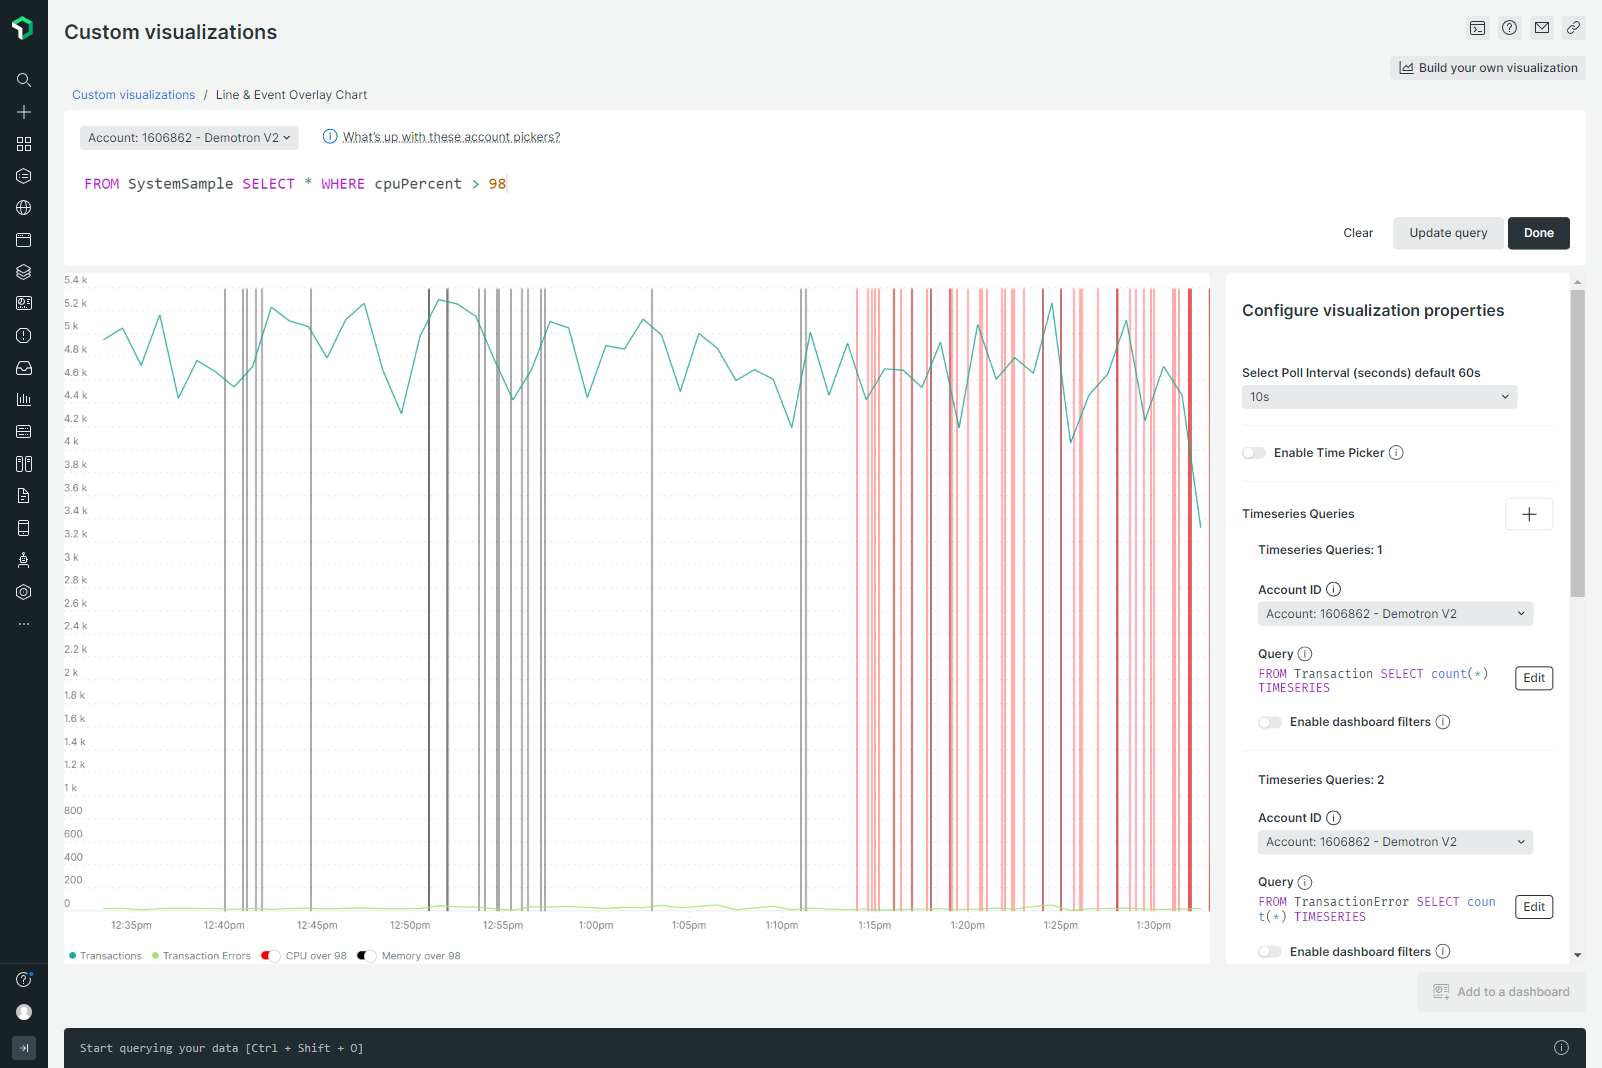 Custom visualizations
Build your own visualization
Custom visualizations / Line & Event Overlay Chart
Account: 1606862 - Demotron V2
What's up with these account pickers?
FROM SystemSample SELECT * WHERE cpuPercent > 98
Clear
Update query
Done
5.4 k
5.2 k
5 k
4.8 k
4.6 k
4.4 k
4.2 k
4 k
3.8 k
3.6 k
3.4 k
3.2 k
3 k
2.8 k
2.6 k
2.4 k
2.2 k
2 k
1.8 k
1.6 k
1.4 k
1.2 k
1 k
800
600
400
200
0
12:35pm 12:40pm 12:45pm 12:50pm 12:55pm 1:00pm 1:05pm 1:10pm 1:15pm 1:20pm 1:25pm 1:30pm
Transactions Transaction Errors CPU over 98 Memory over 98
Configure visualization properties
Select Poll Interval (seconds) default 60s
10s
Enable Time Picker
Timeseries Queries
Timeseries Queries: 1
Account ID
Account: 1606862 - Demotron V2
Query
FROM Transaction SELECT count(*)
TIMESERIES
Edit
Enable dashboard filters
Timeseries Queries: 2
Account ID
Account: 1606862 - Demotron V2
Query
FROM TransactionError SELECT coun
t(*) TIMESERIES
Edit
Enable dashboard filters
Add to a dashboard
Start querying your data [Ctrl + Shift + O]